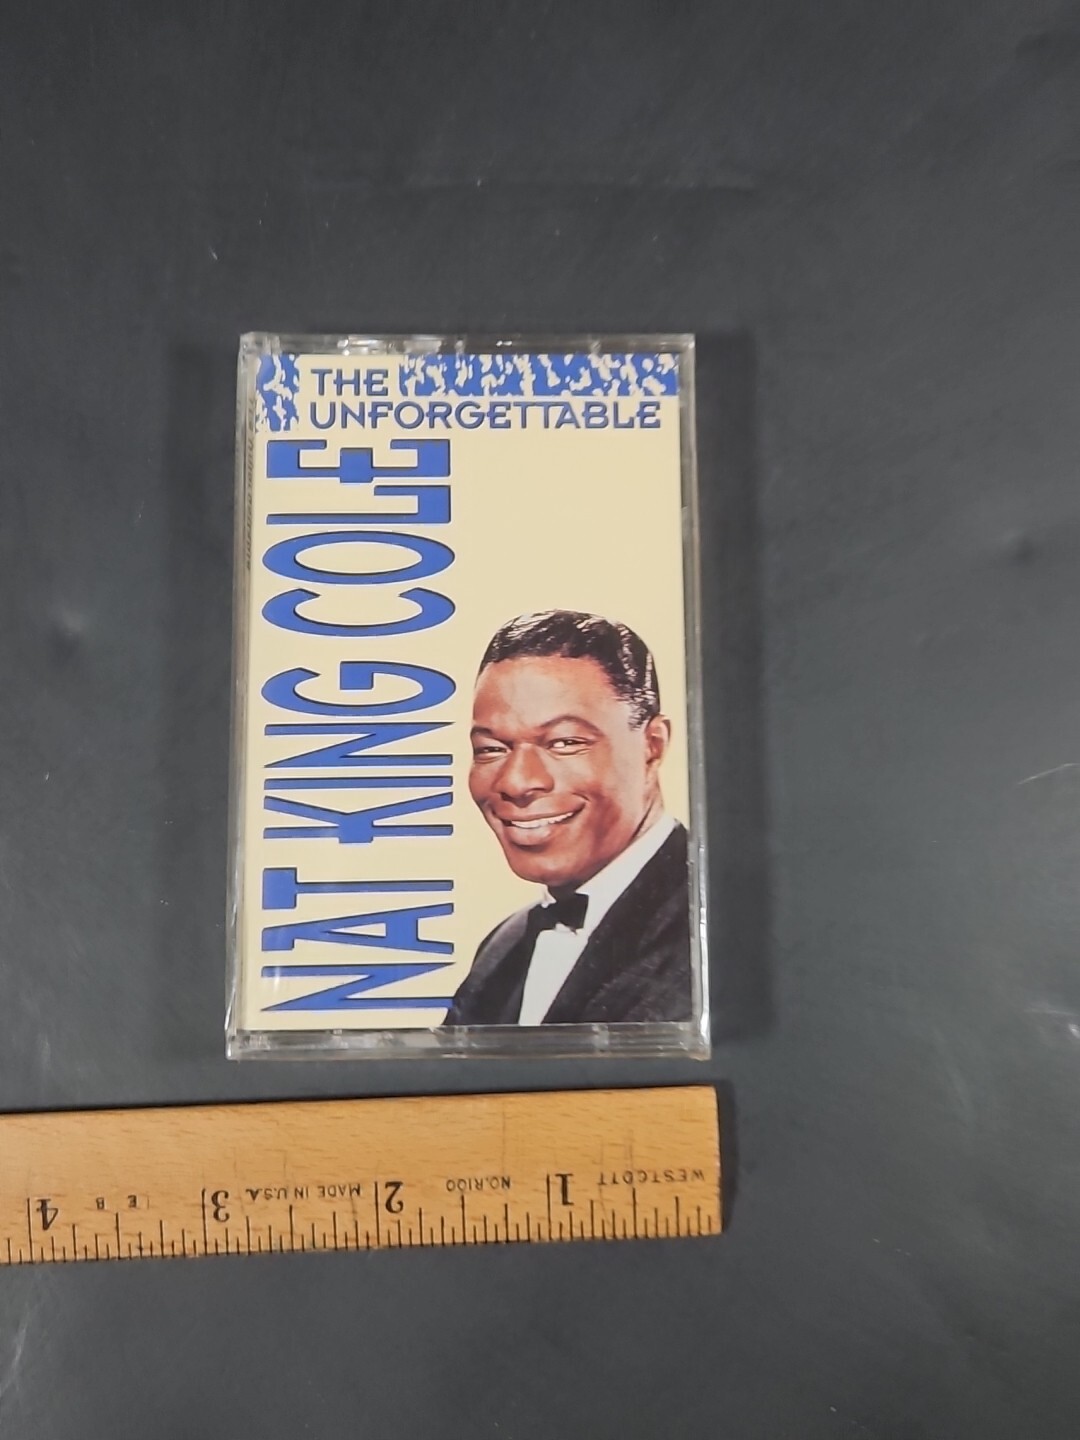 THE
UNFORGETTABLE
NAT KING COLE
WESTCOTT
1
NO.R100
2
MADE IN U.S.A.
3
E B
4